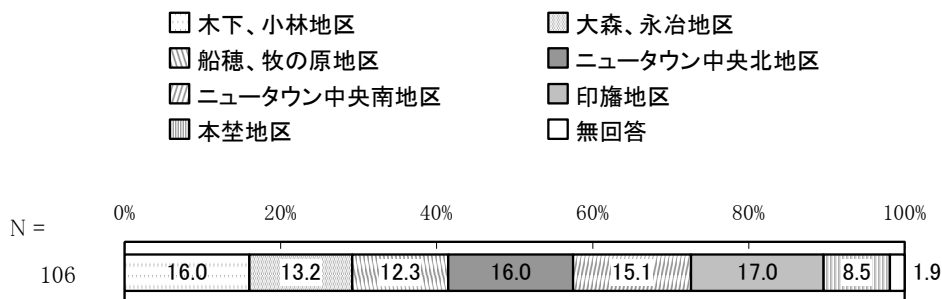 木下、小林地区 大森、永治地区
船穂、牧の原地区 ニュータウン中央北地区
ニュータウン中央南地区 印旛地区
本埜地区 無回答
0% 20% 40% 60% 80% 100%
N =
106 16.0 13.2 12.3 16.0 15.1 17.0 8.5 1.9